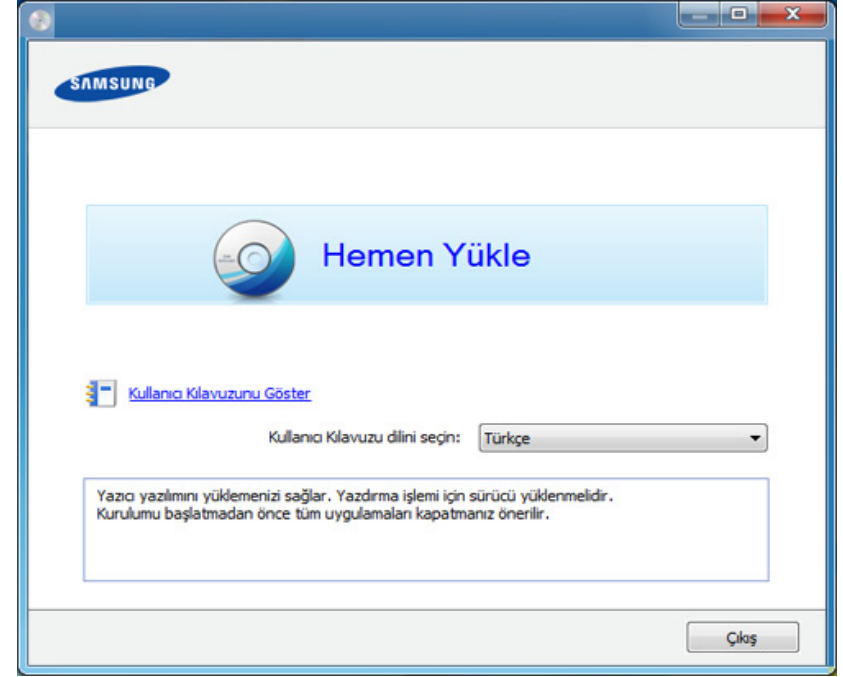 SAMSUNG
Hemen Yükle
Kullanıcı Kılavuzunu Göster
Kullanıcı Kılavuzu dilini seçin:
Türkçe
Yazıcı yazılımını yüklemenizi sağlar. Yazdırma işlemi için sürücü yüklenmelidir.
Kurulumu başlatmadan önce tüm uygulamaları kapatmanız önerilir.
Çıkış